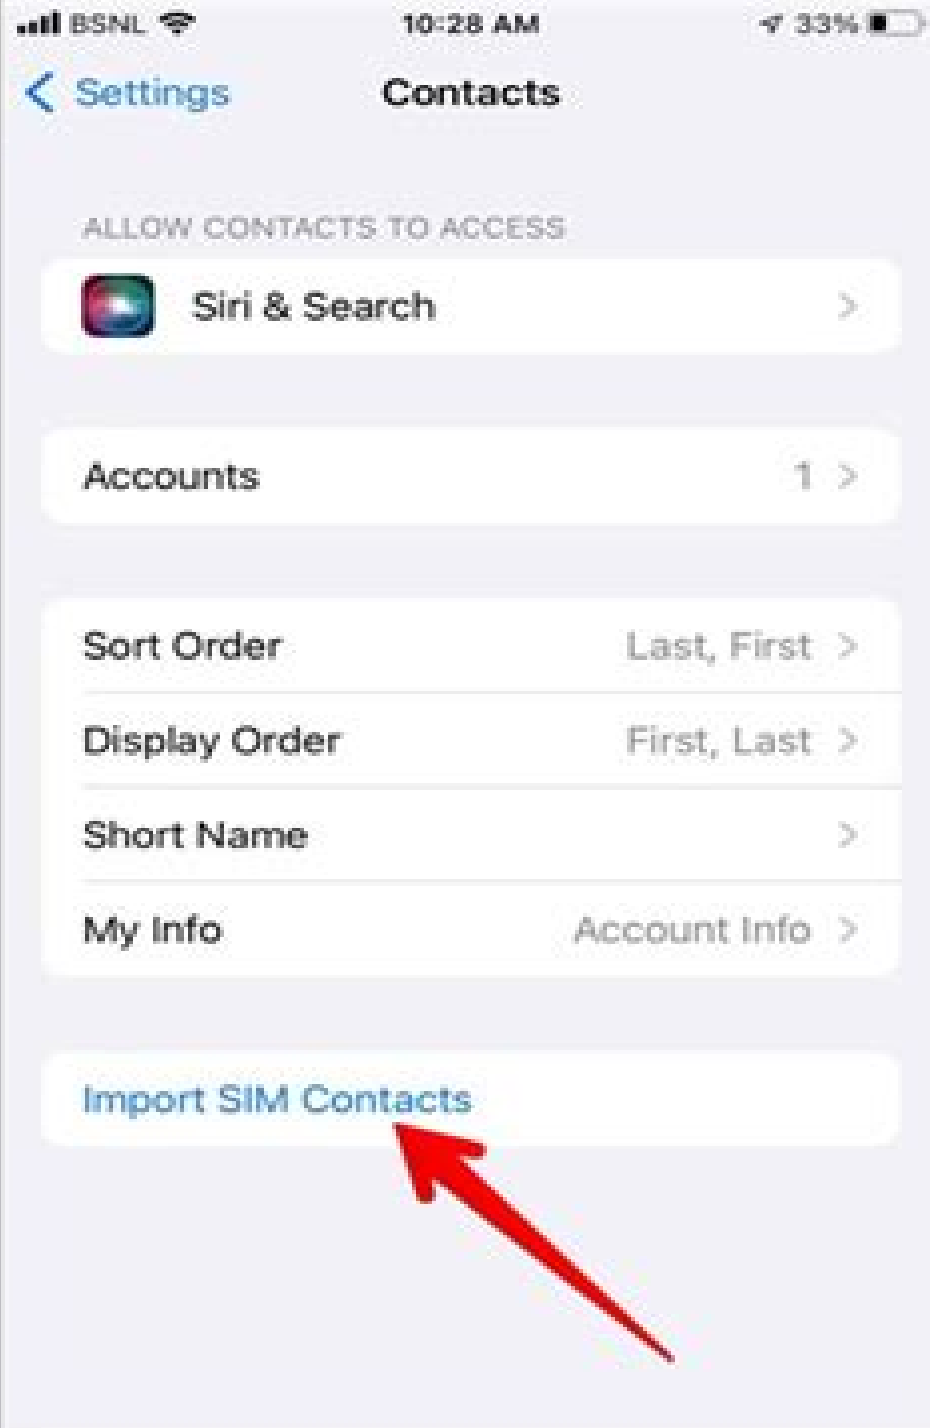 BSNL 10:28 AM 33%
Settings Contacts
ALLOW CONTACTS TO ACCESS
Siri & Search
Accounts 1
Sort Order Last, First
Display Order First, Last
Short Name
My Info Account Info
Import SIM Contacts